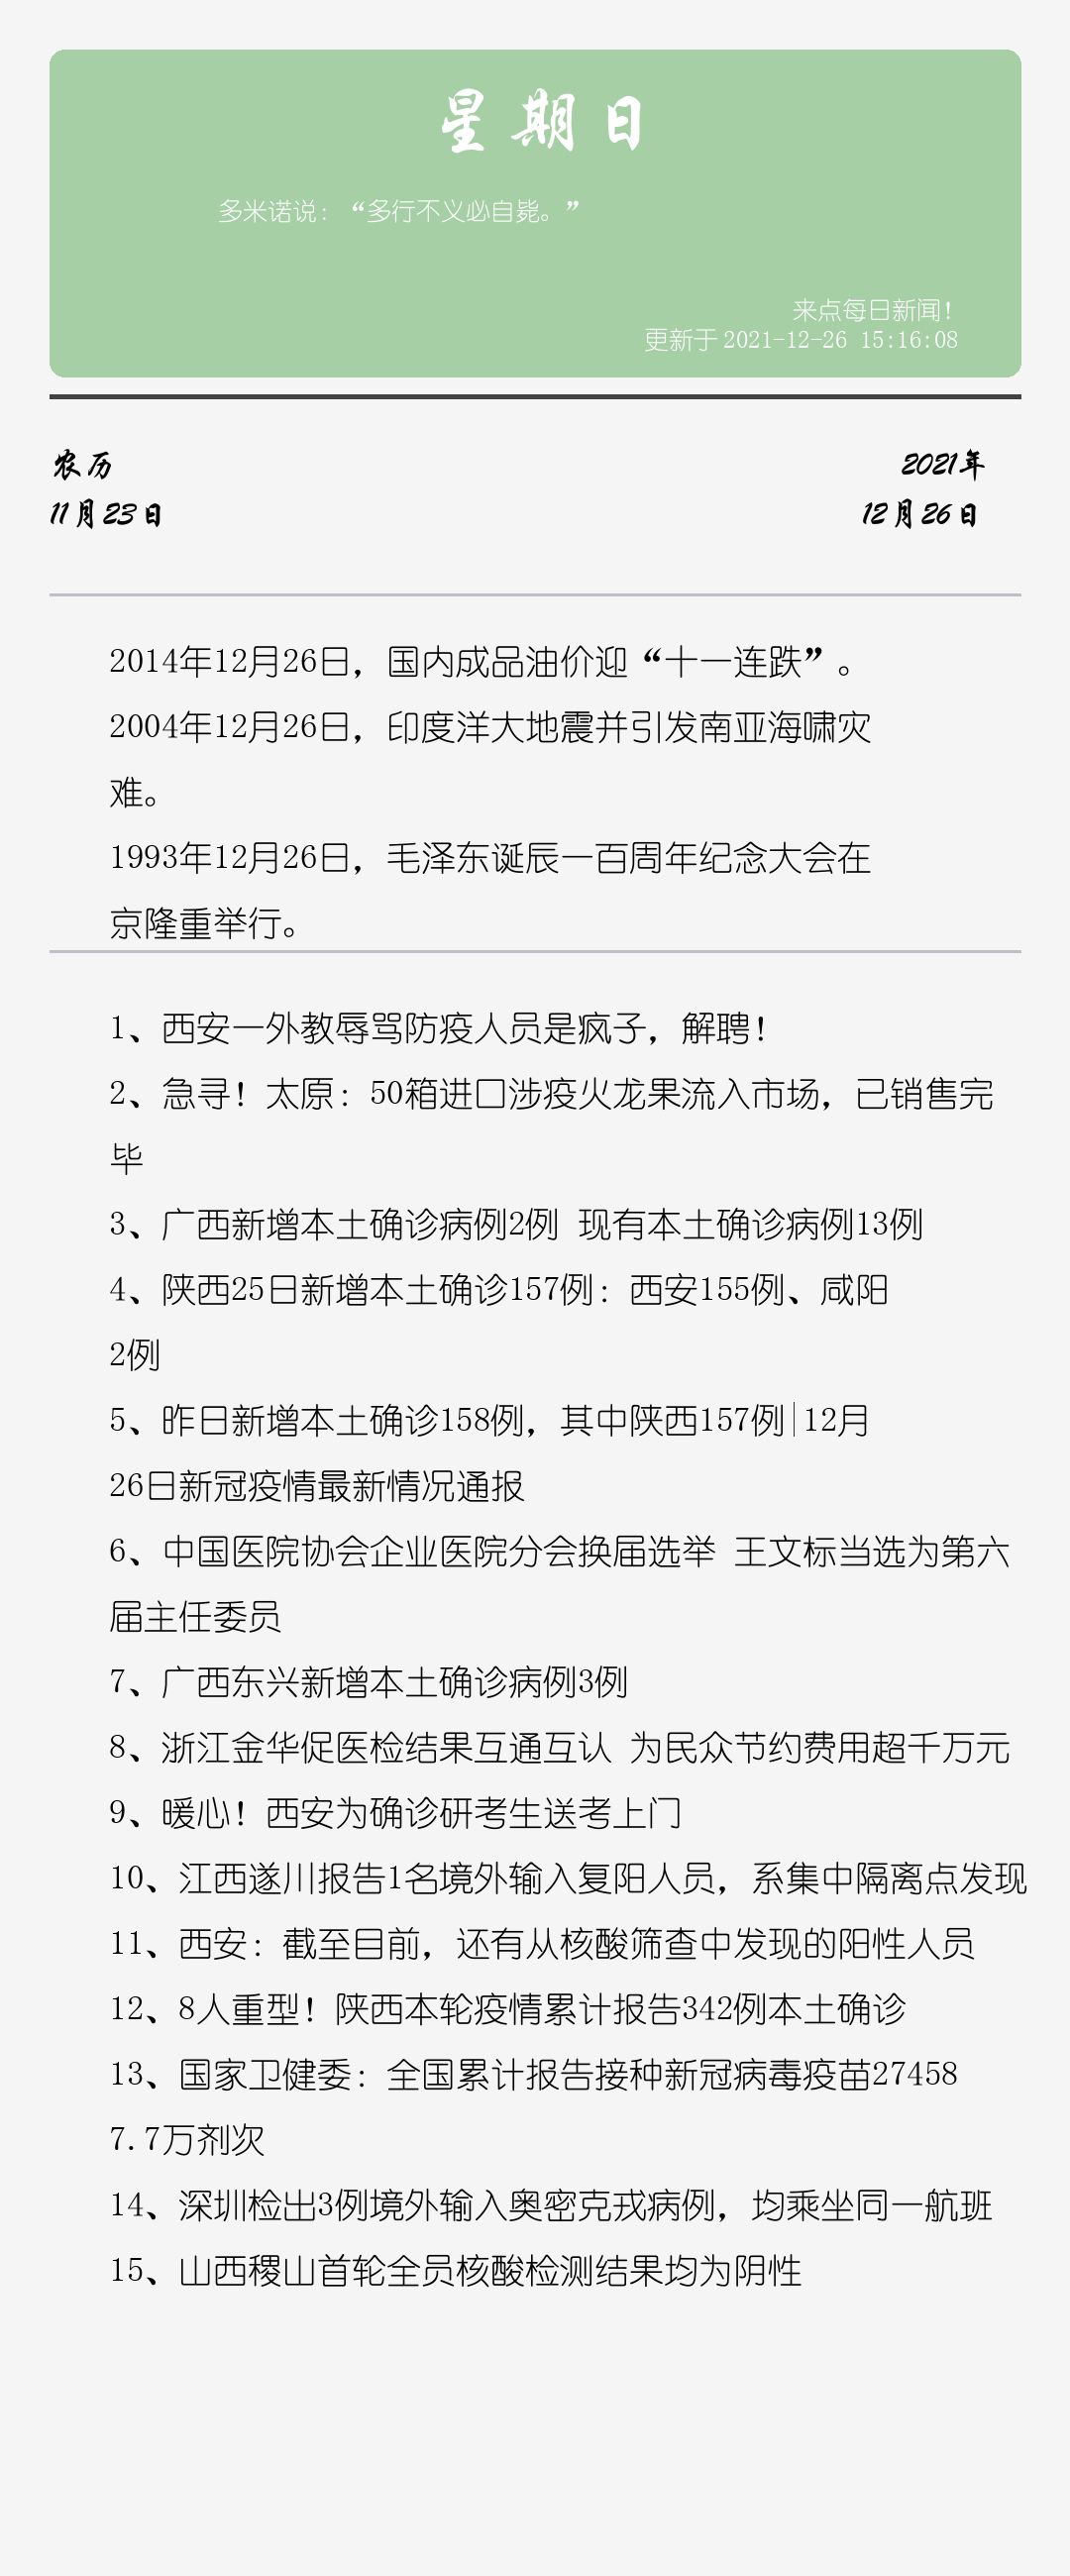 星期日
多米诺说：“多行不义必自毙。”
来点每日新闻！
更新于 2021-12-26 15:16:08
农历
2021年
11月23日
12月26日
2014年12月26日，国内成品油价迎“十一连跌”。
2004年12月26日，印度洋大地震并引发南亚海啸灾
难。
1993年12月26日，毛泽东诞辰一百周年纪念大会在
京隆重举行。
1、西安一外教辱骂防疫人员是疯子，解聘！
2、急寻！太原：50箱进口涉疫火龙果流入市场，已销售完
毕
3、广西新增本土确诊病例2例 现有本土确诊病例13例
4、陕西25日新增本土确诊157例：西安155例、咸阳
2例
5、昨日新增本土确诊158例，其中陕西157例|12月
26日新冠疫情最新情况通报
6、中国医院协会企业医院分会换届选举 王文标当选为第六
届主任委员
7、广西东兴新增本土确诊病例3例
8、浙江金华促医检结果互通互认 为民众节约费用超千万元
9、暖心！西安为确诊研考生送考上门
10、江西遂川报告1名境外输入复阳人员，系集中隔离点发现
11、西安：截至目前，还有从核酸筛查中发现的阳性人员
12、8人重型！陕西本轮疫情累计报告342例本土确诊
13、国家卫健委：全国累计报告接种新冠病毒疫苗27458
7.7万剂次
14、深圳检出3例境外输入奥密克戎病例，均乘坐同一航班
15、山西稷山首轮全员核酸检测结果均为阴性